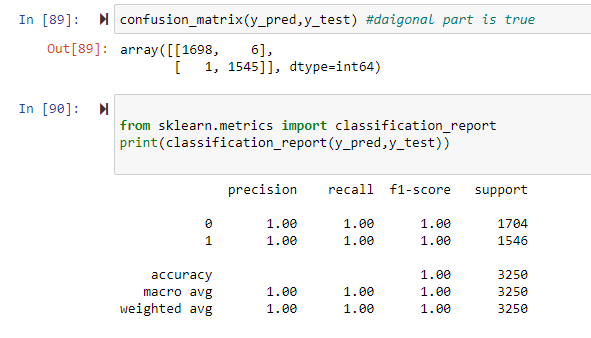 In [89]: confusion_matrix(y_pred,y_test) #daigonal part is true
Out[89]: array([[1698,    6],
       [   1, 1545]], dtype=int64)
In [90]:
from sklearn.metrics import classification_report
print(classification_report(y_pred,y_test))
              precision    recall  f1-score   support
           0       1.00      1.00      1.00      1704
           1       1.00      1.00      1.00      1546
    accuracy                           1.00      3250
   macro avg       1.00      1.00      1.00      3250
weighted avg       1.00      1.00      1.00      3250